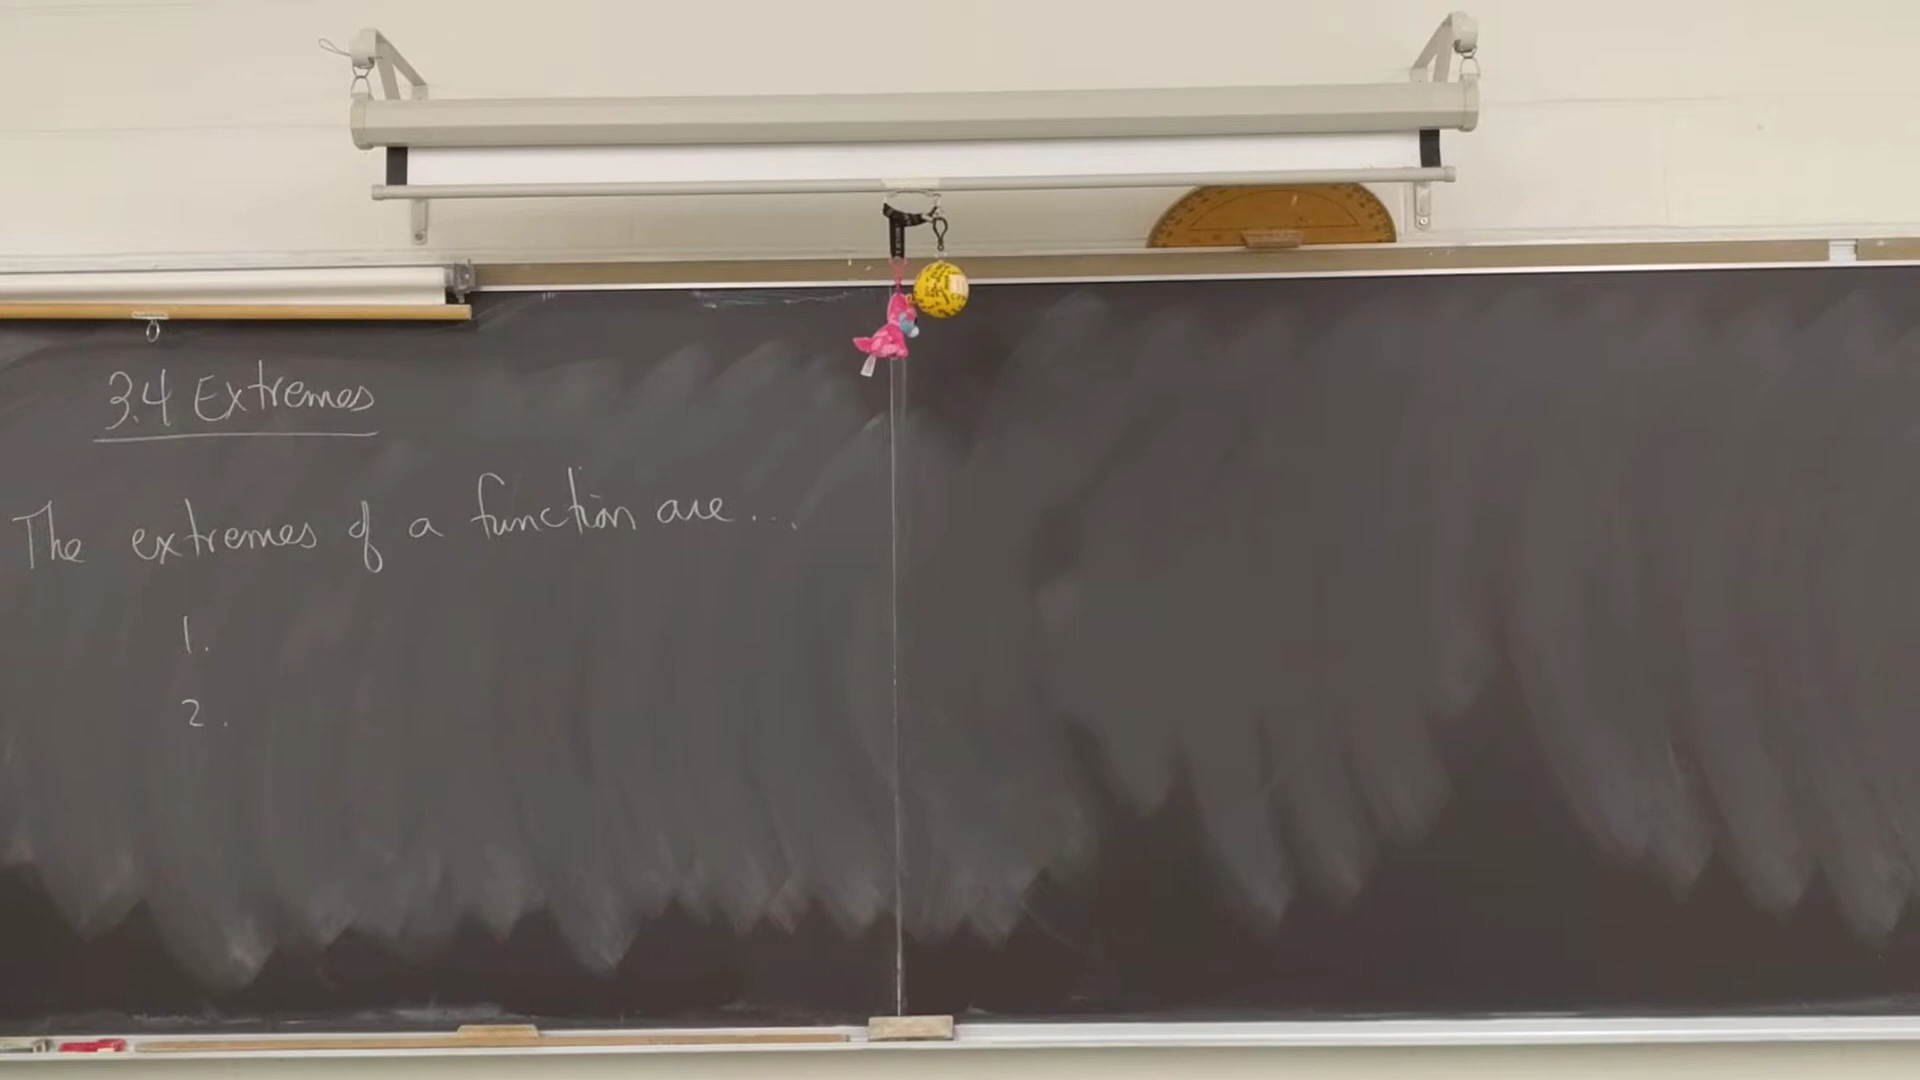 3.4 Extremes
The extremes of a function are...
1.
2.